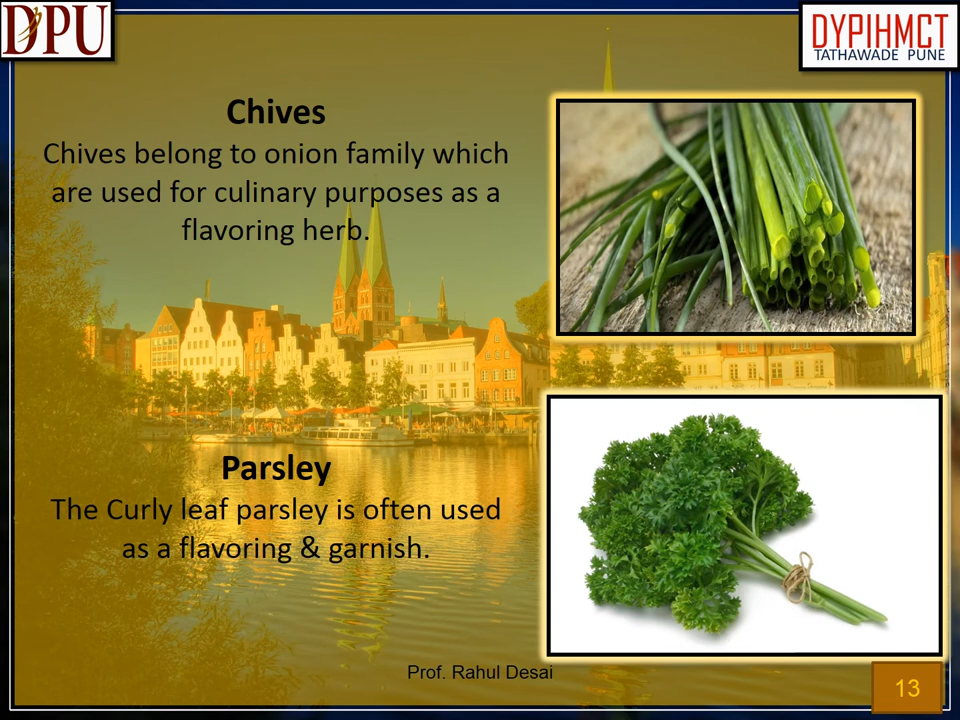 DPU
DYPIHMCT
TATHAWADE PUNE
Chives
Chives belong to onion family which
are used for culinary purposes as a
flavoring herb.
Parsley
The Curly leaf parsley is often used
as a flavoring & garnish.
Prof. Rahul Desai
13